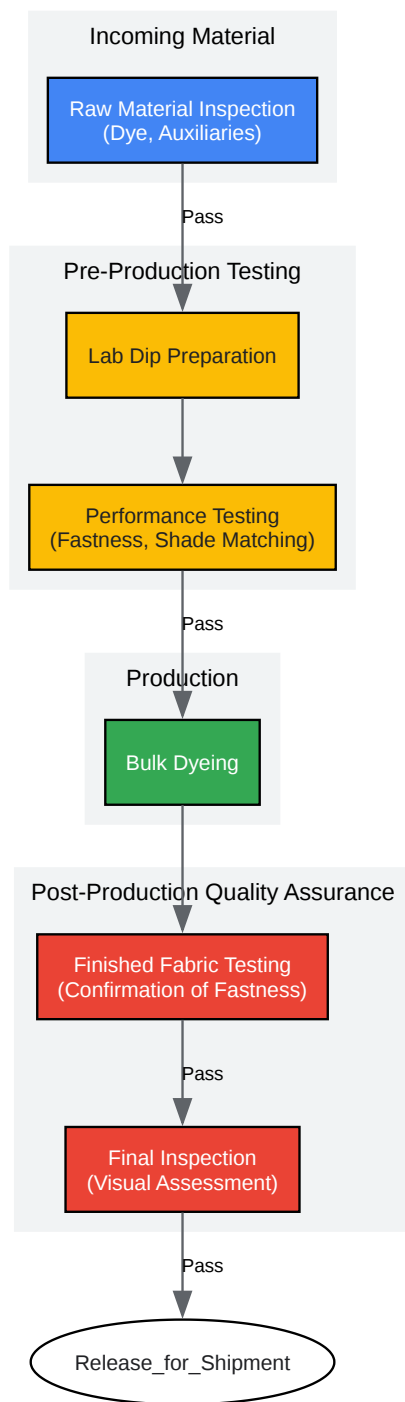 Incoming Material
Raw Material Inspection
(Dye, Auxiliaries)
Pass
Pre-Production Testing
Lab Dip Preparation
Performance Testing
(Fastness, Shade Matching)
Pass
Production
Bulk Dyeing
Post-Production Quality Assurance
Finished Fabric Testing
(Confirmation of Fastness)
Pass
Final Inspection
(Visual Assessment)
Pass
Release_for_Shipment